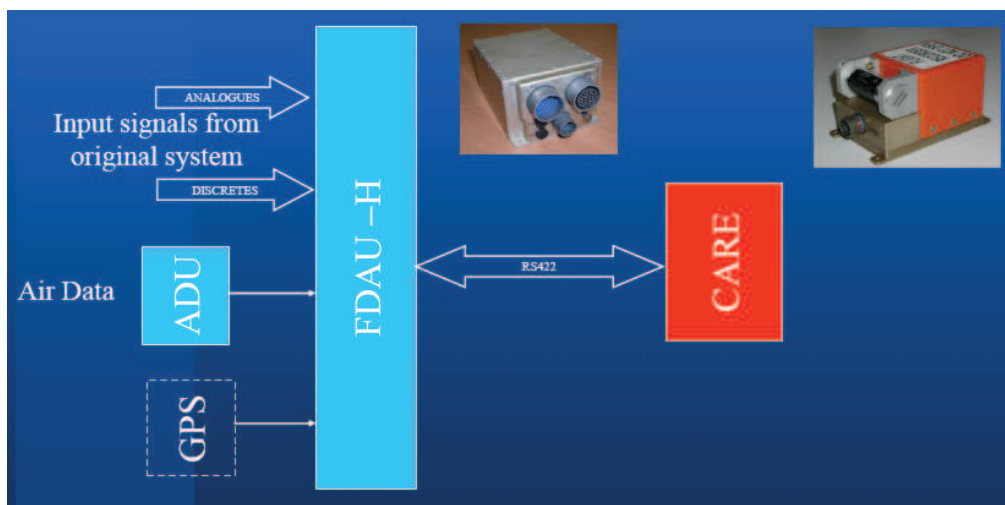 ANALOGUES
Input signals from
original system
DISCRETES
FDAU –H
RS422
CARE
Air Data
ADU
GPS